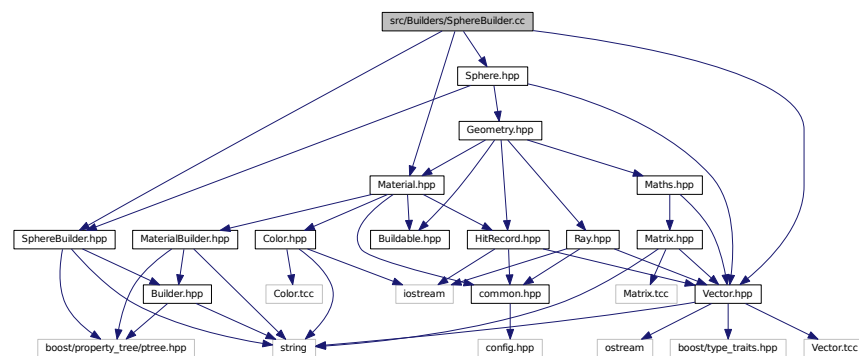 src/Builders/SphereBuilder.cc
Sphere.hpp
Geometry.hpp
Material.hpp
Maths.hpp
SphereBuilder.hpp
MaterialBuilder.hpp
Color.hpp
Buildable.hpp
HitRecord.hpp
Ray.hpp
Matrix.hpp
Builder.hpp
Color.tcc
iostream
common.hpp
Matrix.tcc
Vector.hpp
boost/property_tree/ptree.hpp
string
config.hpp
ostream
boost/type_traits.hpp
Vector.tcc